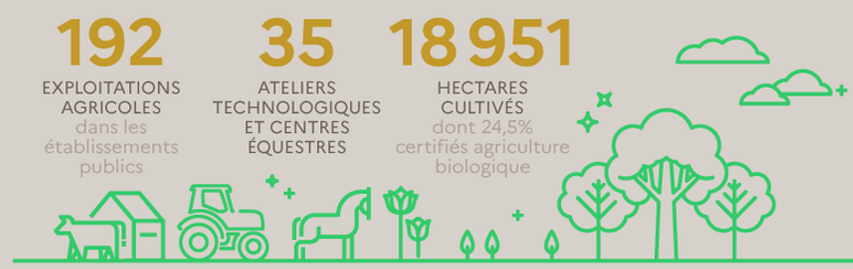 192
EXPLOITATIONS
AGRICOLES
dans les
établissements
publics
35
ATELIERS
TECHNOLOGIQUES
ET CENTRES
ÉQUESTRES
18 951
HECTARES
CULTIVÉS
dont 24,5%
certifiés agriculture
biologique